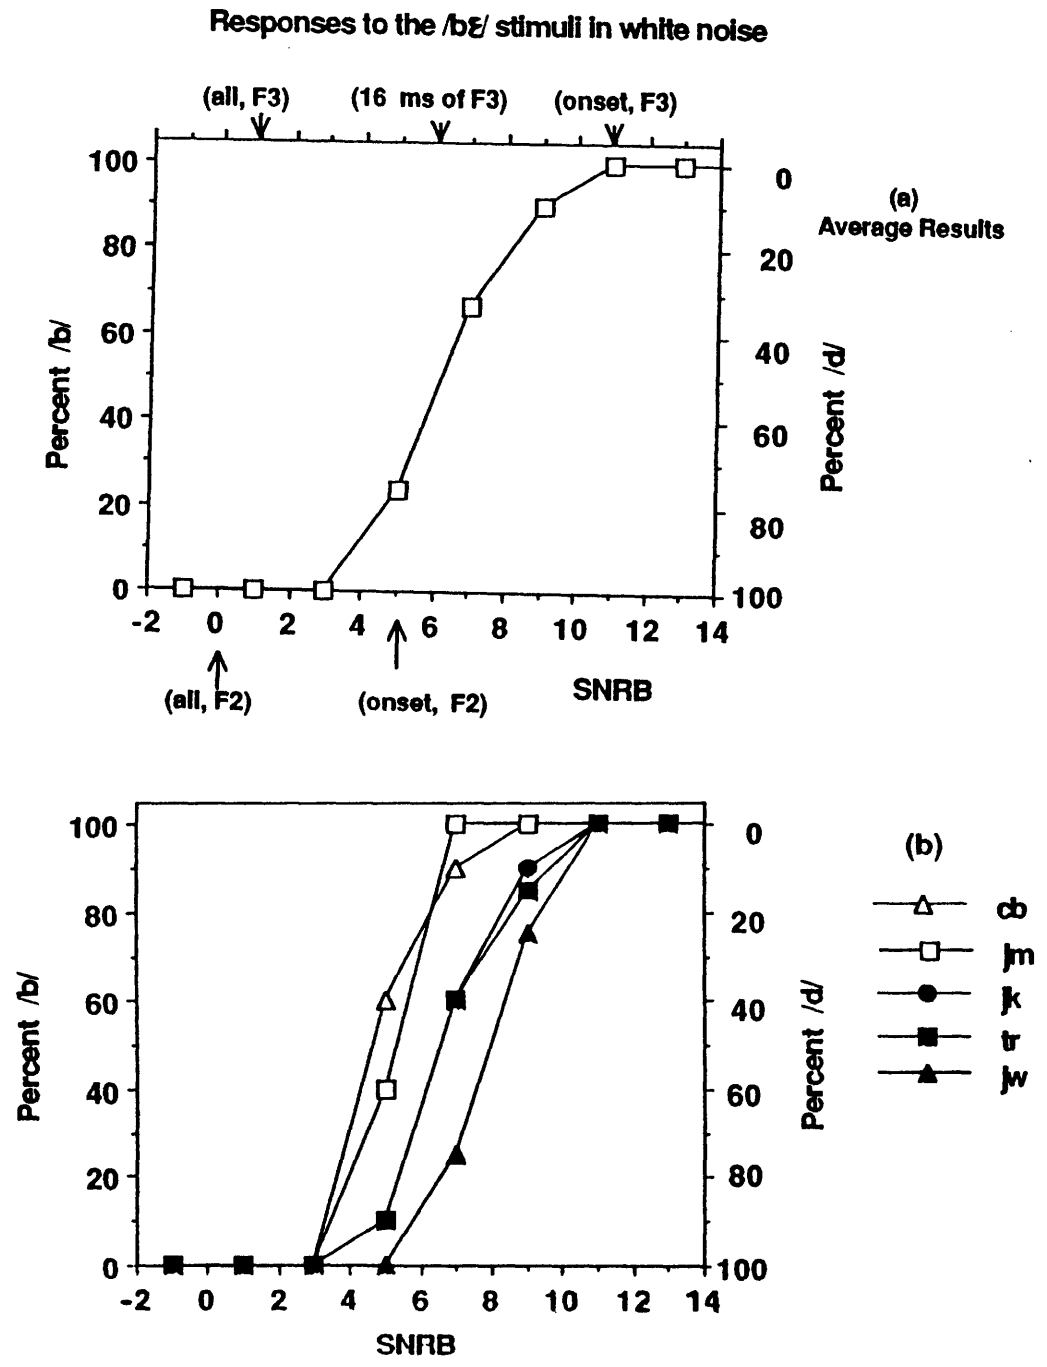 Responses to the /bɛ/ stimuli in white noise
(all, F3) (16 ms of F3) (onset, F3)
100
80
60
40
20
0
Percent /b/
0
20
40
60
80
100
Percent /d/
(a)
Average Results
-2 0 2 4 6 8 10 12 14
(all, F2) (onset, F2) SNRB
100
80
60
40
20
0
Percent /b/
0
20
40
60
80
100
Percent /d/
(b)
cb
jm
jk
tr
jw
-2 0 2 4 6 8 10 12 14
SNRB